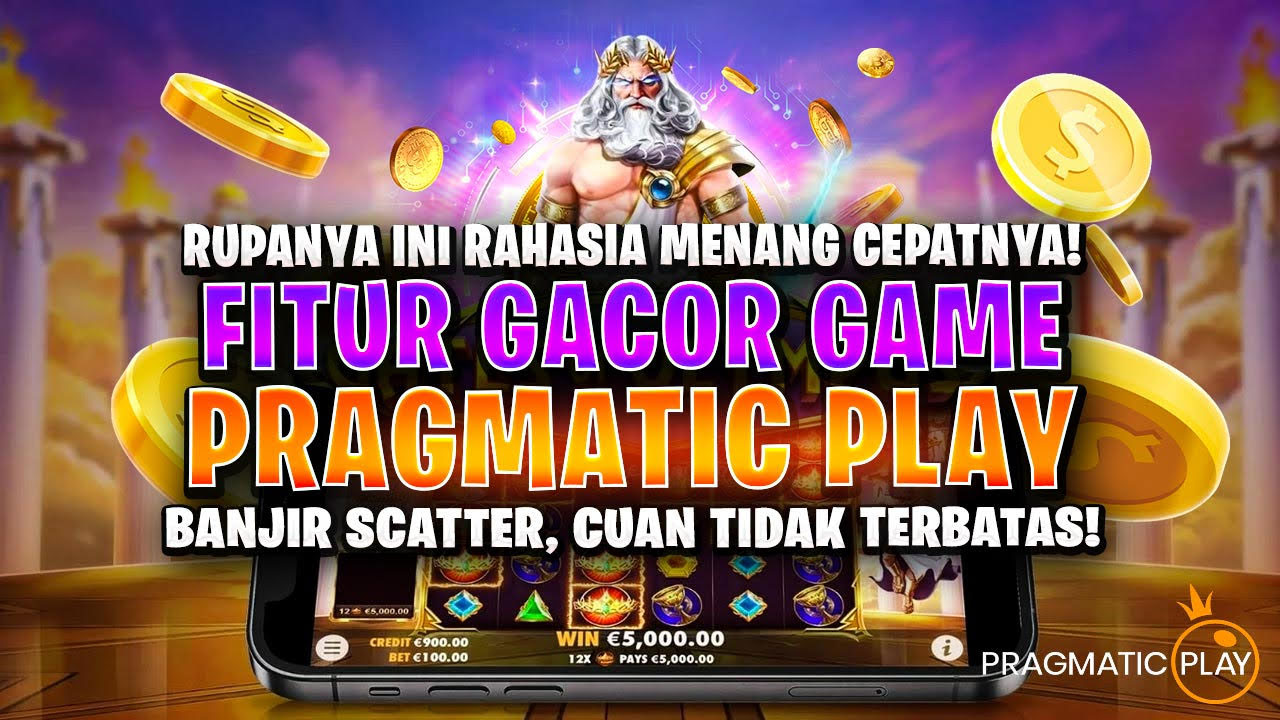 RUPANYA INI RAHASIA MENANG CEPATNYA!
FITUR GACOR GAME
PRAGMATIC PLAY
BANJIR SCATTER, CUAN TIDAK TERBATAS!
12 €5,000.00
CREDIT €900.00
BET €100.00
WIN €5,000.00
12X PAYS €5,000.00
PRAGMATIC PLAY